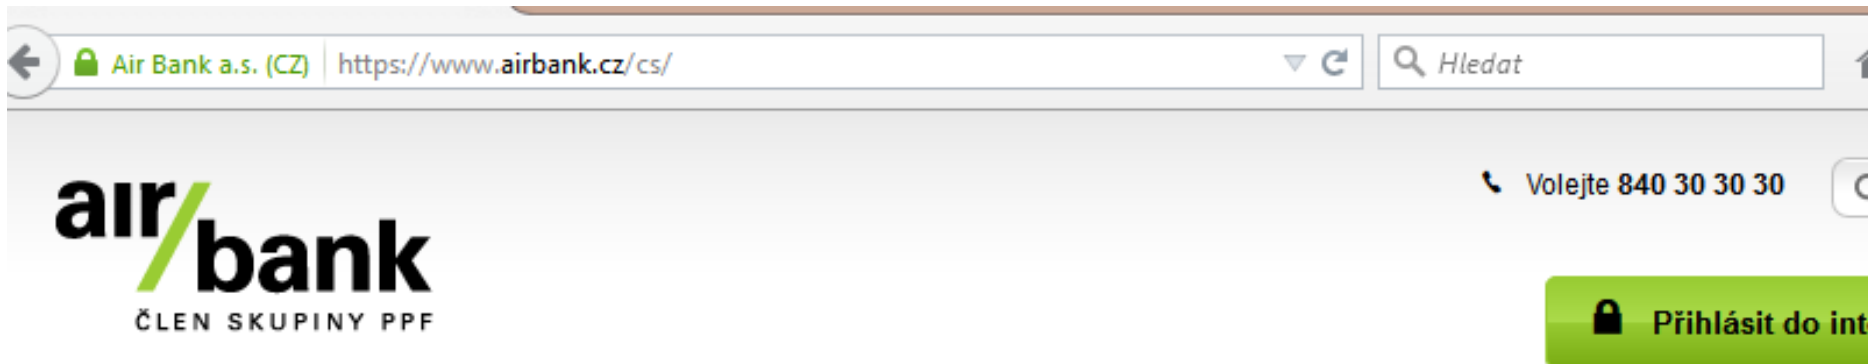 Air Bank a.s. (CZ) https://www.airbank.cz/cs/ Hledat
Volejte 840 30 30 30
air/bank
ČLEN SKUPINY PPF
Přihlásit do int